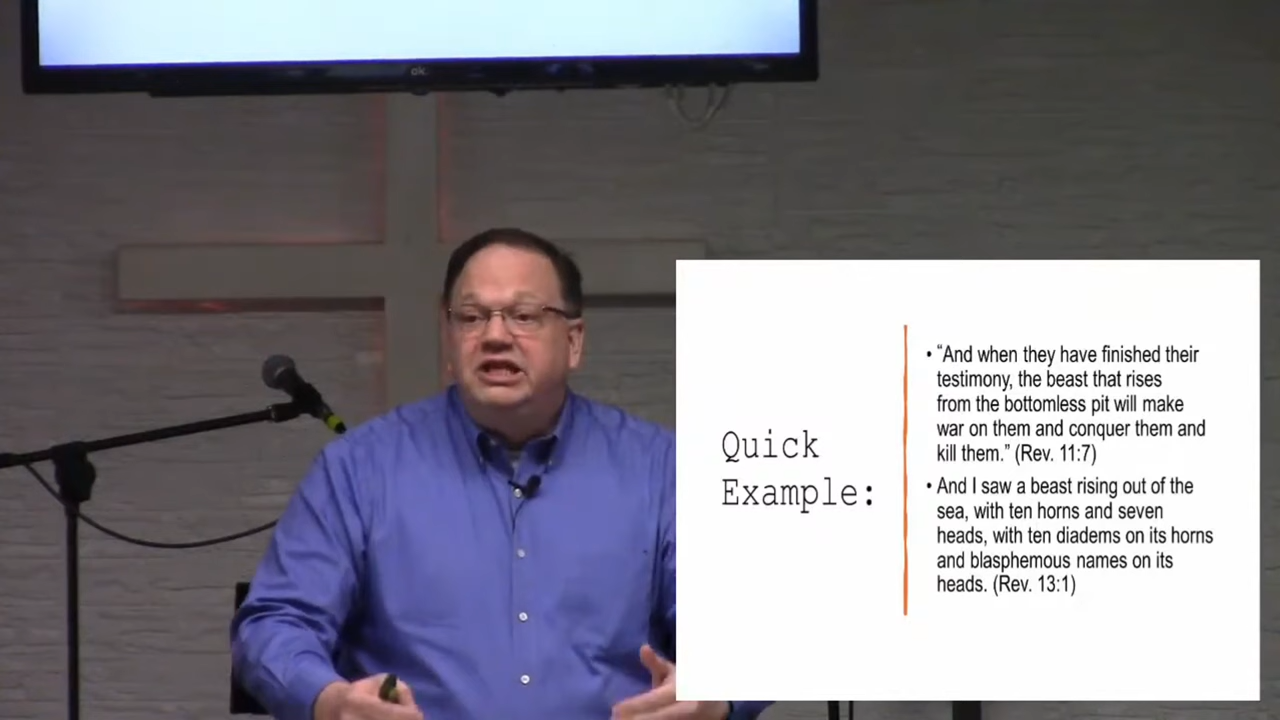 ok.
Quick
Example:
• “And when they have finished their
testimony, the beast that rises
from the bottomless pit will make
war on them and conquer them and
kill them.” (Rev. 11:7)
• And I saw a beast rising out of the
sea, with ten horns and seven
heads, with ten diadems on its horns
and blasphemous names on its
heads. (Rev. 13:1)